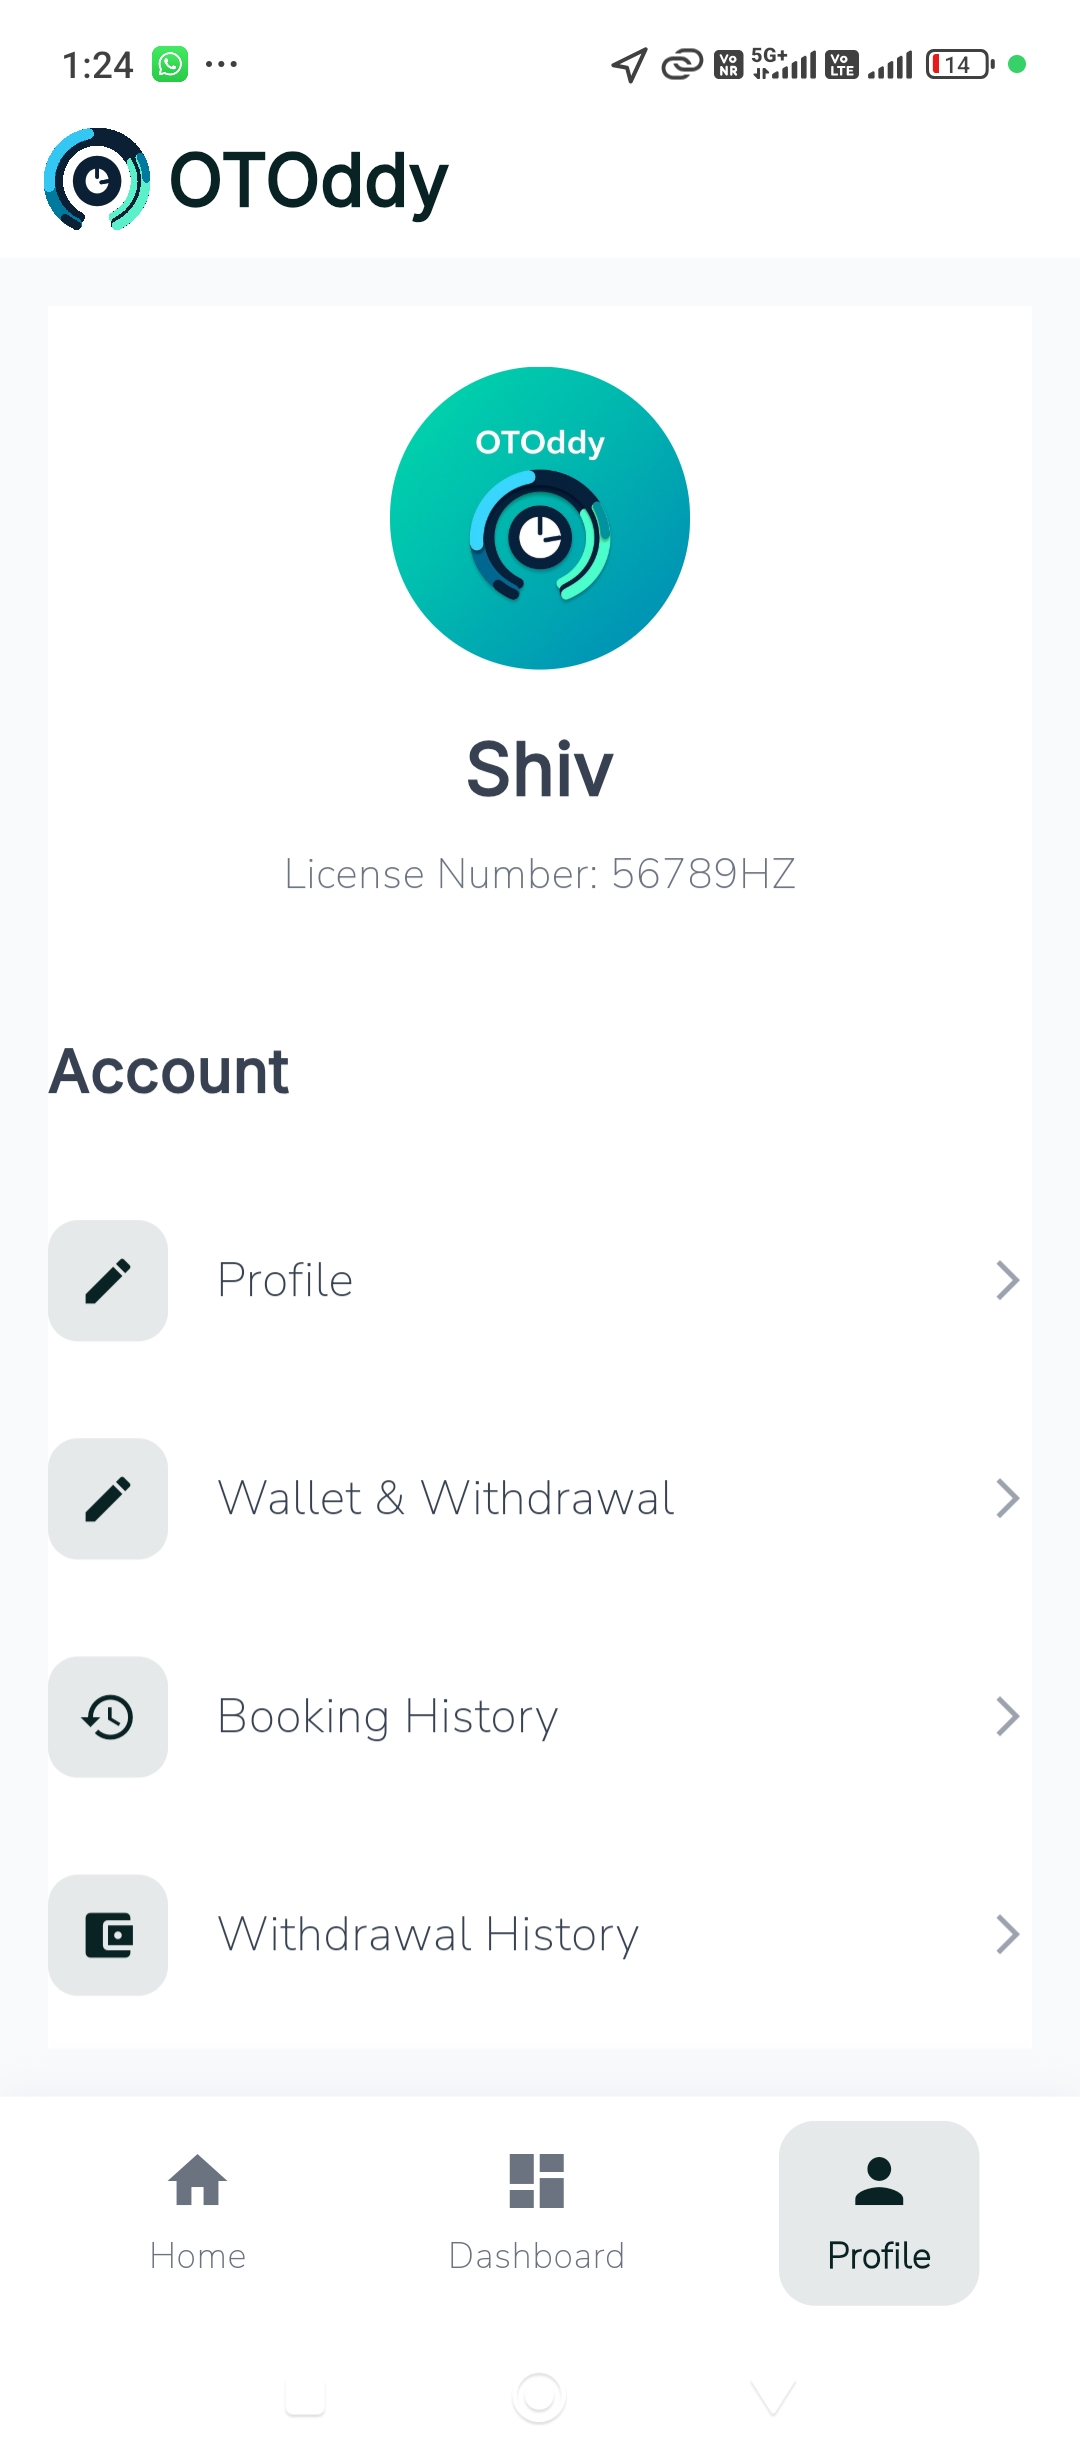 1:24 ... Vo NR 5G+ Vo LTE 14
OTOddy
OTOddy
Shiv
License Number: 56789HZ
Account
Profile
Wallet & Withdrawal
Booking History
Withdrawal History
Home Dashboard Profile